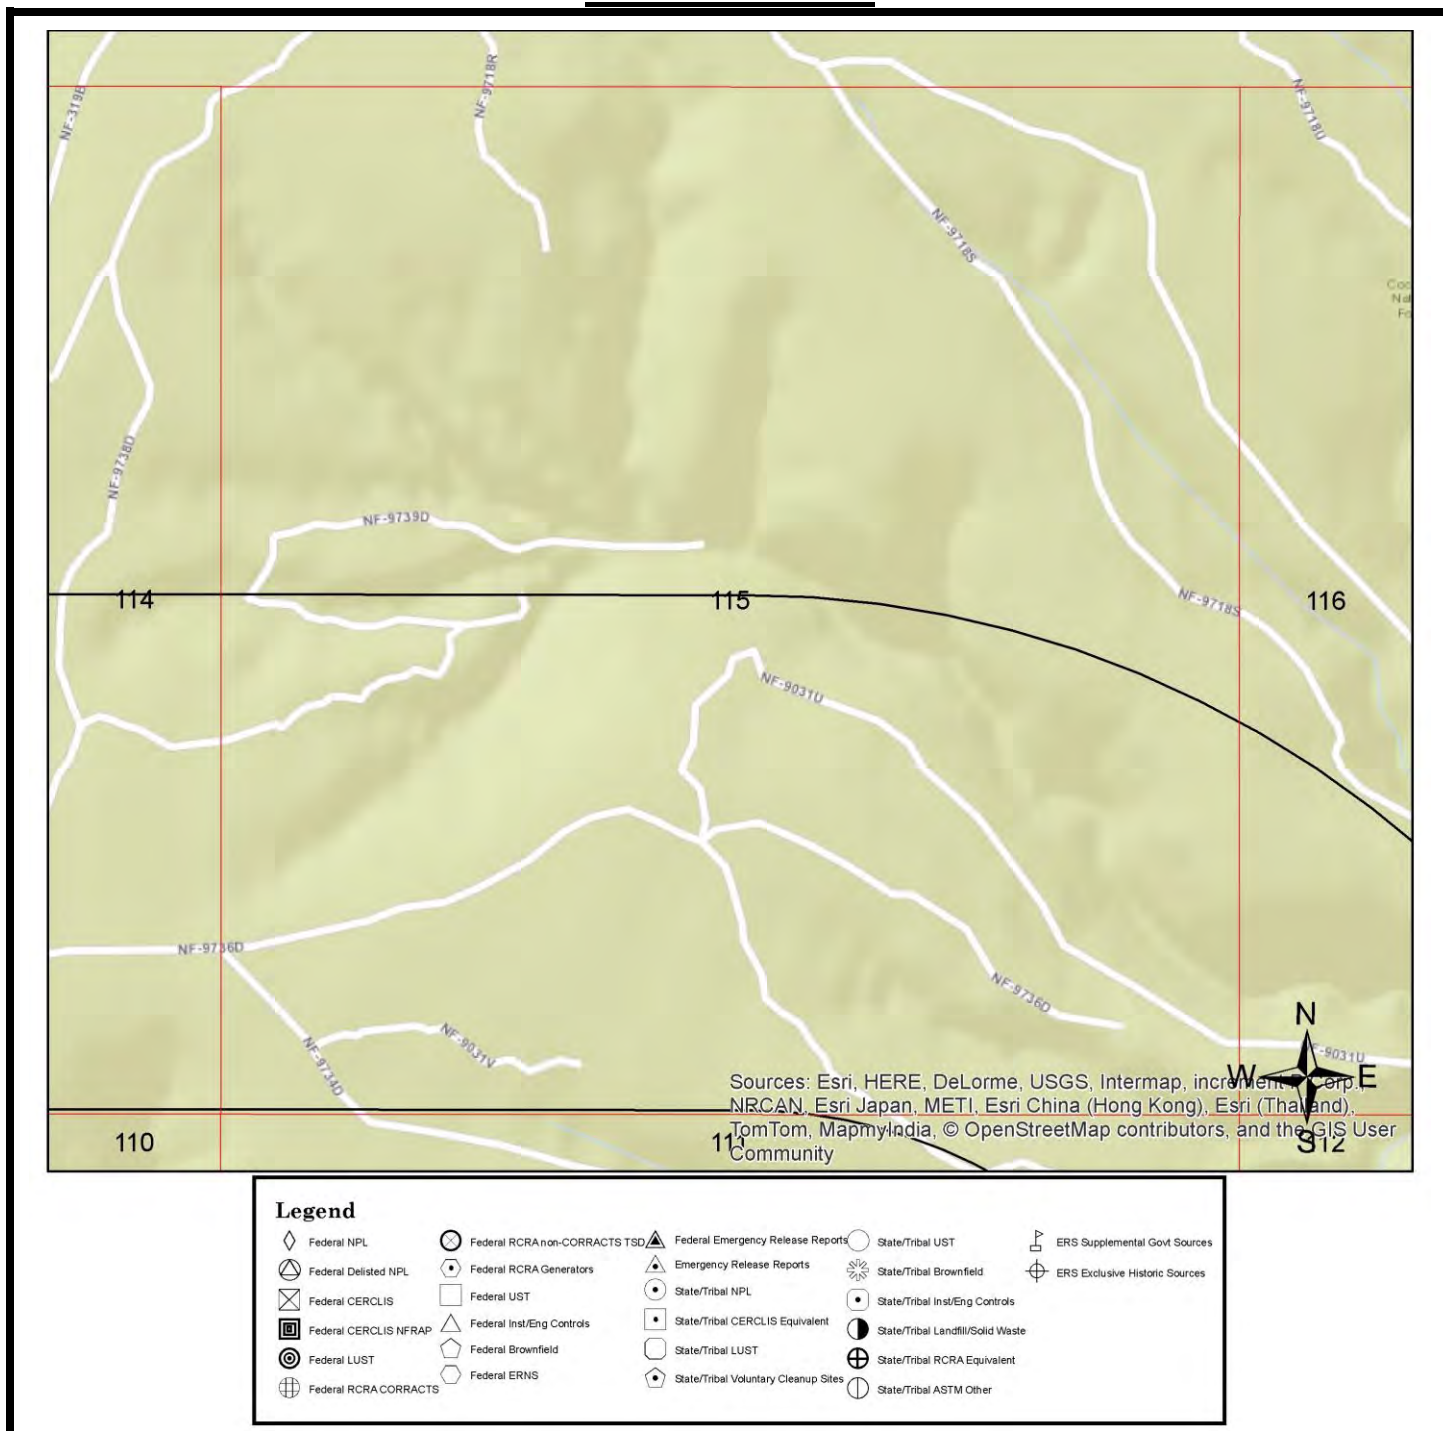 NF-319B
NF-9718R
NF-9718U
NF-9718S
Coc
Nat
Fo
NF-9738D
NF-9739D
114
115
NF-9718S
116
NF-9031U
NF-9736D
NF-9736D
NF-9734D
NF-9031V
N
W
E
S
F-9031U
Sources: Esri, HERE, DeLorme, USGS, Intermap, increment P Corp.,
NRCAN, Esri Japan, METI, Esri China (Hong Kong), Esri (Thailand),
TomTom, MapmyIndia, © OpenStreetMap contributors, and the GIS User
Community
110
111
112
Legend
Federal NPL
Federal Delisted NPL
Federal CERCLIS
Federal CERCLIS NFRAP
Federal LUST
Federal RCRA CORRACTS
Federal RCRA non-CORRACTS TSD
Federal RCRA Generators
Federal UST
Federal Inst/Eng Controls
Federal Brownfield
Federal ERNS
Federal Emergency Release Reports
Emergency Release Reports
State/Tribal NPL
State/Tribal CERCLIS Equivalent
State/Tribal LUST
State/Tribal Voluntary Cleanup Sites
State/Tribal UST
State/Tribal Brownfield
State/Tribal Inst/Eng Controls
State/Tribal Landfill/Solid Waste
State/Tribal RCRA Equivalent
State/Tribal ASTM Other
ERS Supplemental Govt Sources
ERS Exclusive Historic Sources